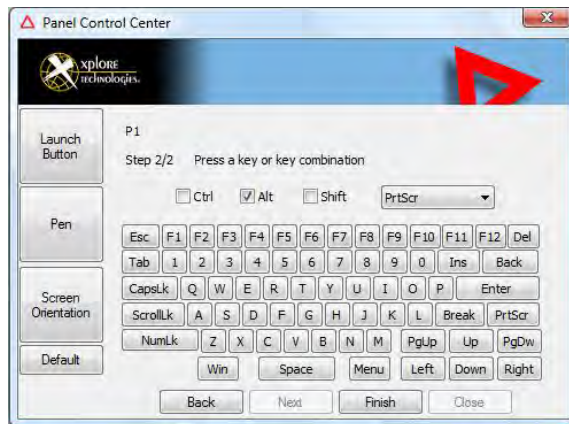 Panel Control Center
xplore
technologies.
Launch
Button
Pen
Screen
Orientation
Default
P1
Step 2/2 Press a key or key combination
Ctrl Alt Shift PrtScr
Esc F1 F2 F3 F4 F5 F6 F7 F8 F9 F10 F11 F12 Del
Tab 1 2 3 4 5 6 7 8 9 0 Ins Back
CapsLk Q W E R T Y U I O P Enter
ScrollLk A S D F G H J K L Break PrtScr
NumLk Z X C V B N M PgUp Up PgDw
Win Space Menu Left Down Right
Back Next Finish Close